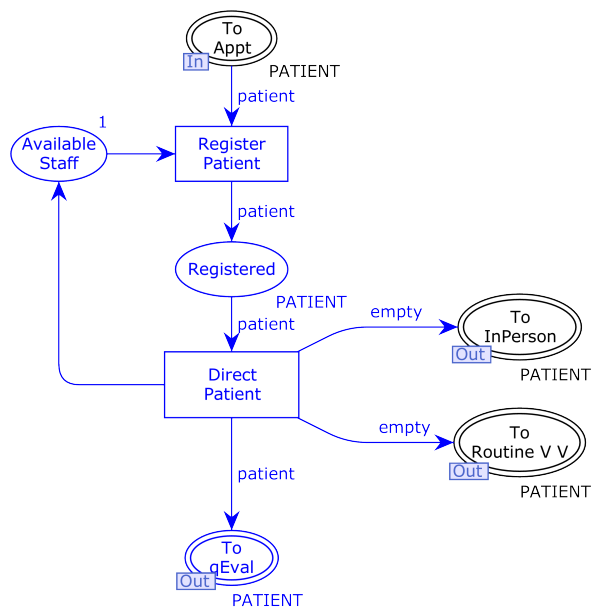 To
Appt
In
PATIENT
patient
1
Available
Staff
Register
Patient
patient
Registered
PATIENT
patient
empty
To
InPerson
Out
PATIENT
Direct
Patient
empty
To
Routine V V
Out
PATIENT
patient
To
qEval
Out
PATIENT